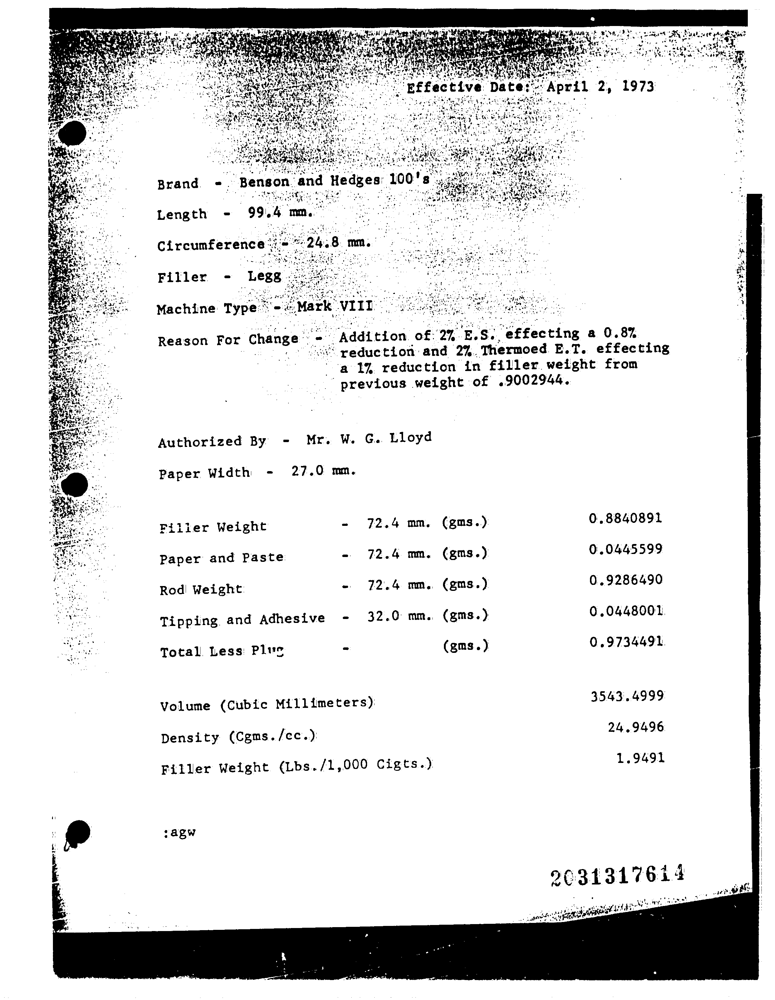 Effective Date: April 2, 1973
Brand - Benson and Hedges 100's
Length - 99.4 mm.
Circumference - 24.8 mm.
Filler - Legg
Machine Type - Mark VIII
Reason For Change - Addition of 2% E.S. effecting a 0.8%
reduction and 2% Thermoed E.T. effecting
a 1% reduction in filler weight from
previous weight of .9002944.
Authorized By - Mr. W. G. Lloyd
Paper Width - 27.0 mm.
Filler Weight - 72.4 mm. (gms.) 0.8840891
Paper and Paste - 72.4 mm. (gms.) 0.0445599
Rod Weight - 72.4 mm. (gms.) 0.9286490
Tipping and Adhesive - 32.0 mm. (gms.) 0.0448001
Total Less Plug - (gms.) 0.9734491
Volume (Cubic Millimeters) 3543.4999
Density (Cgms./cc.) 24.9496
Filler Weight (Lbs./1,000 Cigts.) 1.9491
:agw
2031317614